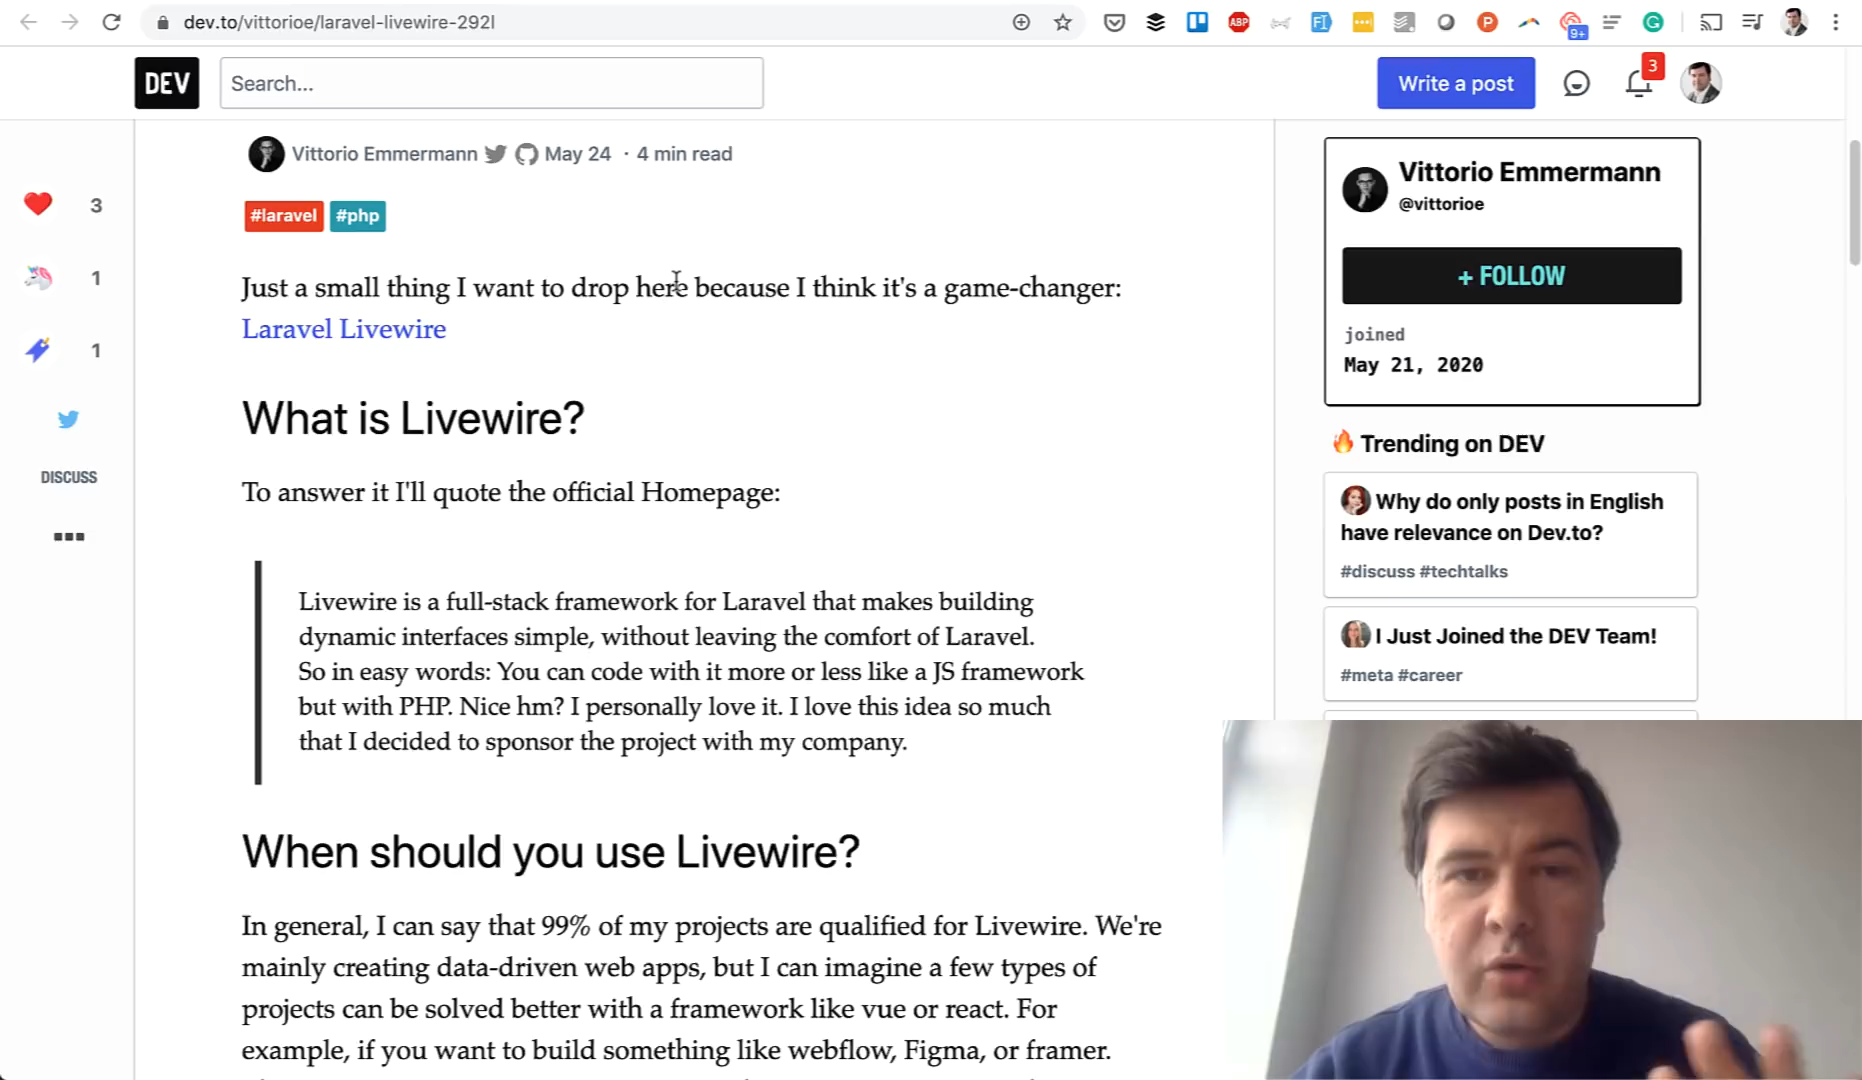 dev.to/vittorioe/laravel-livewire-292l
ABP
9+
DEV
Search...
Write a post
3
Vittorio Emmermann May 24 · 4 min read
3
1
1
DISCUSS
#laravel #php
Just a small thing I want to drop here because I think it's a game-changer:
Laravel Livewire
What is Livewire?
To answer it I'll quote the official Homepage:
Livewire is a full-stack framework for Laravel that makes building
dynamic interfaces simple, without leaving the comfort of Laravel.
So in easy words: You can code with it more or less like a JS framework
but with PHP. Nice hm? I personally love it. I love this idea so much
that I decided to sponsor the project with my company.
When should you use Livewire?
In general, I can say that 99% of my projects are qualified for Livewire. We're
mainly creating data-driven web apps, but I can imagine a few types of
projects can be solved better with a framework like vue or react. For
example, if you want to build something like webflow, Figma, or framer.
Vittorio Emmermann
@vittorioe
+ FOLLOW
joined
May 21, 2020
Trending on DEV
Why do only posts in English
have relevance on Dev.to?
#discuss #techtalks
I Just Joined the DEV Team!
#meta #career